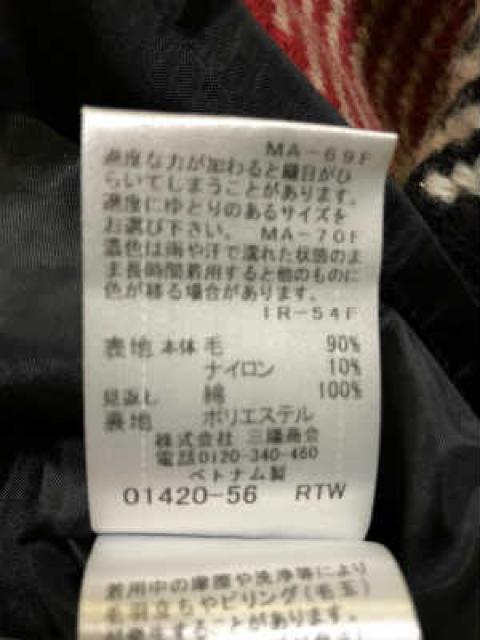 MA-69F
過度な力が加わると縫目がひ
らいてしまうことがあります。
適度にゆとりのあるサイズを
お選び下さい。 MA-70F
濃色は雨や汗で濡れた状態のま
ま長時間着用すると他のものに
色が移る場合があります。
IR-54F
表地 本体 毛 90%
ナイロン 10%
見返し 綿 100%
裏地 ポリエステル
株式会社 三陽商会
電話0120-340-460
ベトナム製
01420-56 RTW
着用中の摩擦や洗浄等により
毛羽立ちやピリング(毛玉)
が発生する